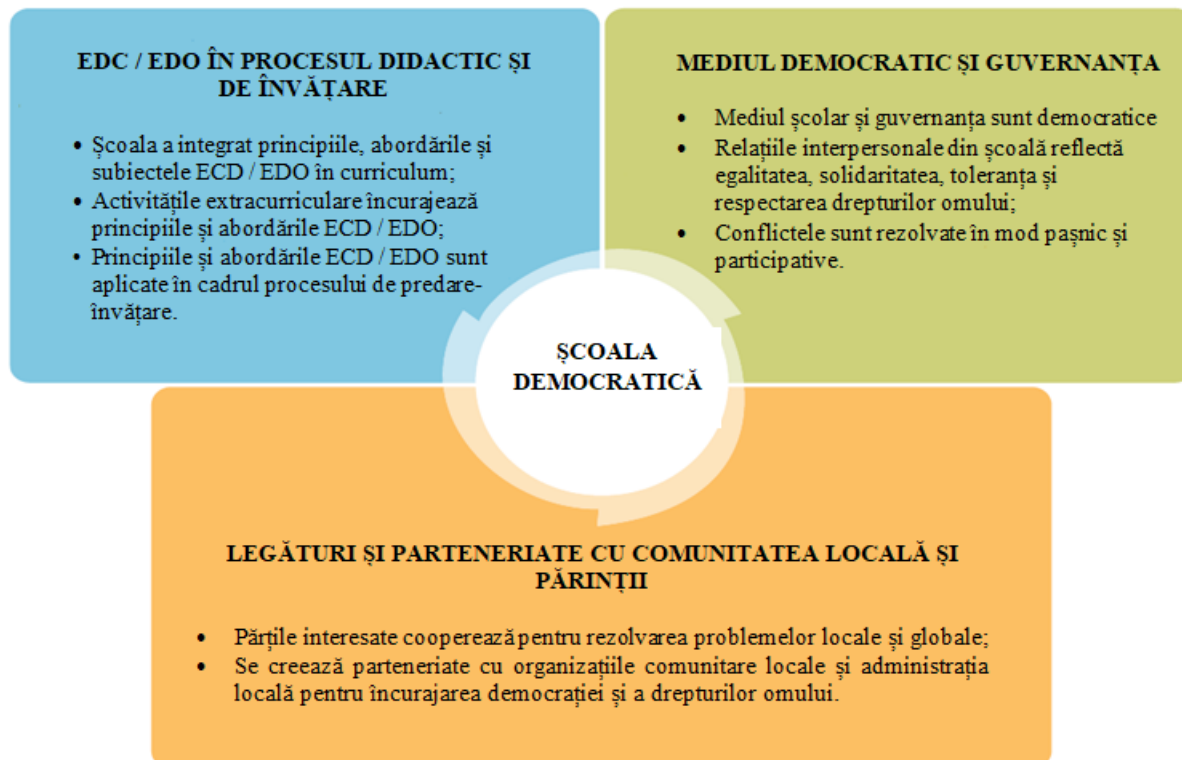 EDC / EDO ÎN PROCESUL DIDACTIC ȘI
DE ÎNVĂȚARE
• Școala a integrat principiile, abordările și
subiectele ECD / EDO în curriculum;
• Activitățile extracurriculare încurajează
principiile și abordările ECD / EDO;
• Principiile și abordările ECD / EDO sunt
aplicate în cadrul procesului de predare-
învățare.
MEDIUL DEMOCRATIC ȘI GUVERNANȚA
• Mediul școlar și guvernanța sunt democratice
• Relațiile interpersonale din școală reflectă
egalitatea, solidaritatea, toleranța și
respectarea drepturilor omului;
• Conflictele sunt rezolvate în mod pașnic și
participative.
ȘCOALA
DEMOCRATICĂ
LEGĂTURI ȘI PARTENERIATE CU COMUNITATEA LOCALĂ ȘI
PĂRINȚII
• Părțile interesate cooperează pentru rezolvarea problemelor locale și globale;
• Se creează parteneriate cu organizațiile comunitare locale și administrația
locală pentru încurajarea democrației și a drepturilor omului.